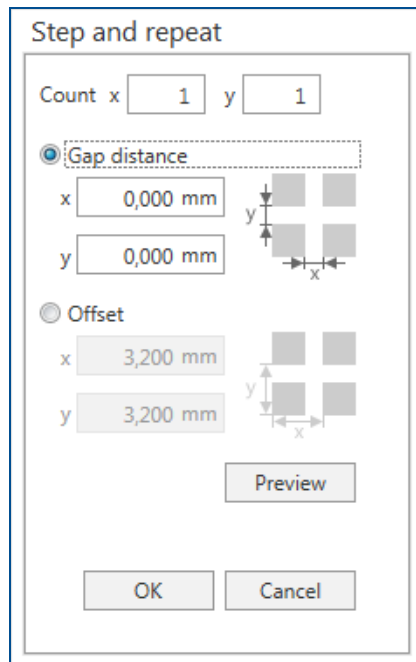 Step and repeat
Count x 1 y 1
Gap distance
x 0,000 mm
y
y 0,000 mm
x
Offset
x 3,200 mm
y
y 3,200 mm
x
Preview
OK Cancel